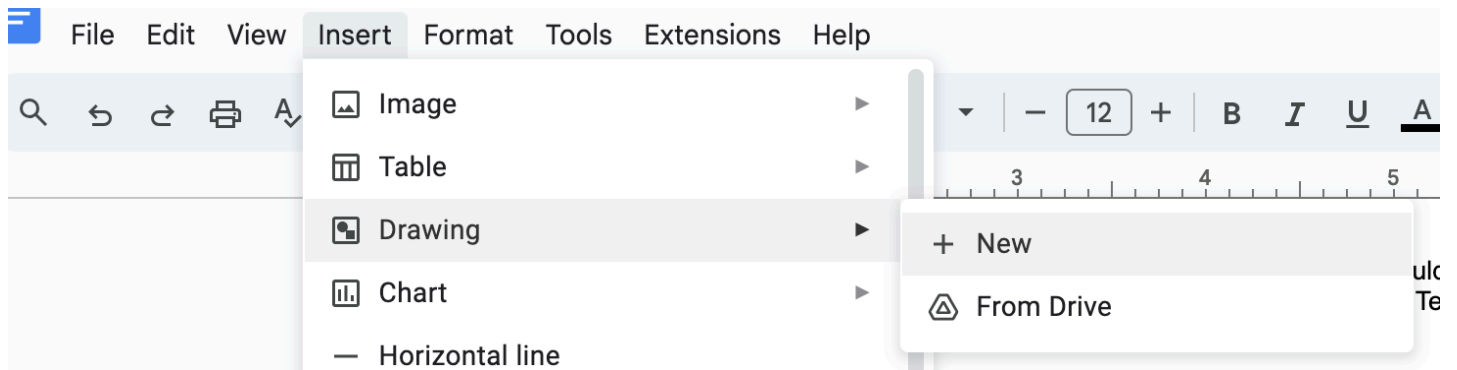 File Edit View Insert Format Tools Extensions Help
12 B I U A
Image
Table
Drawing
Chart
Horizontal line
3 4 5
New
From Drive
Te